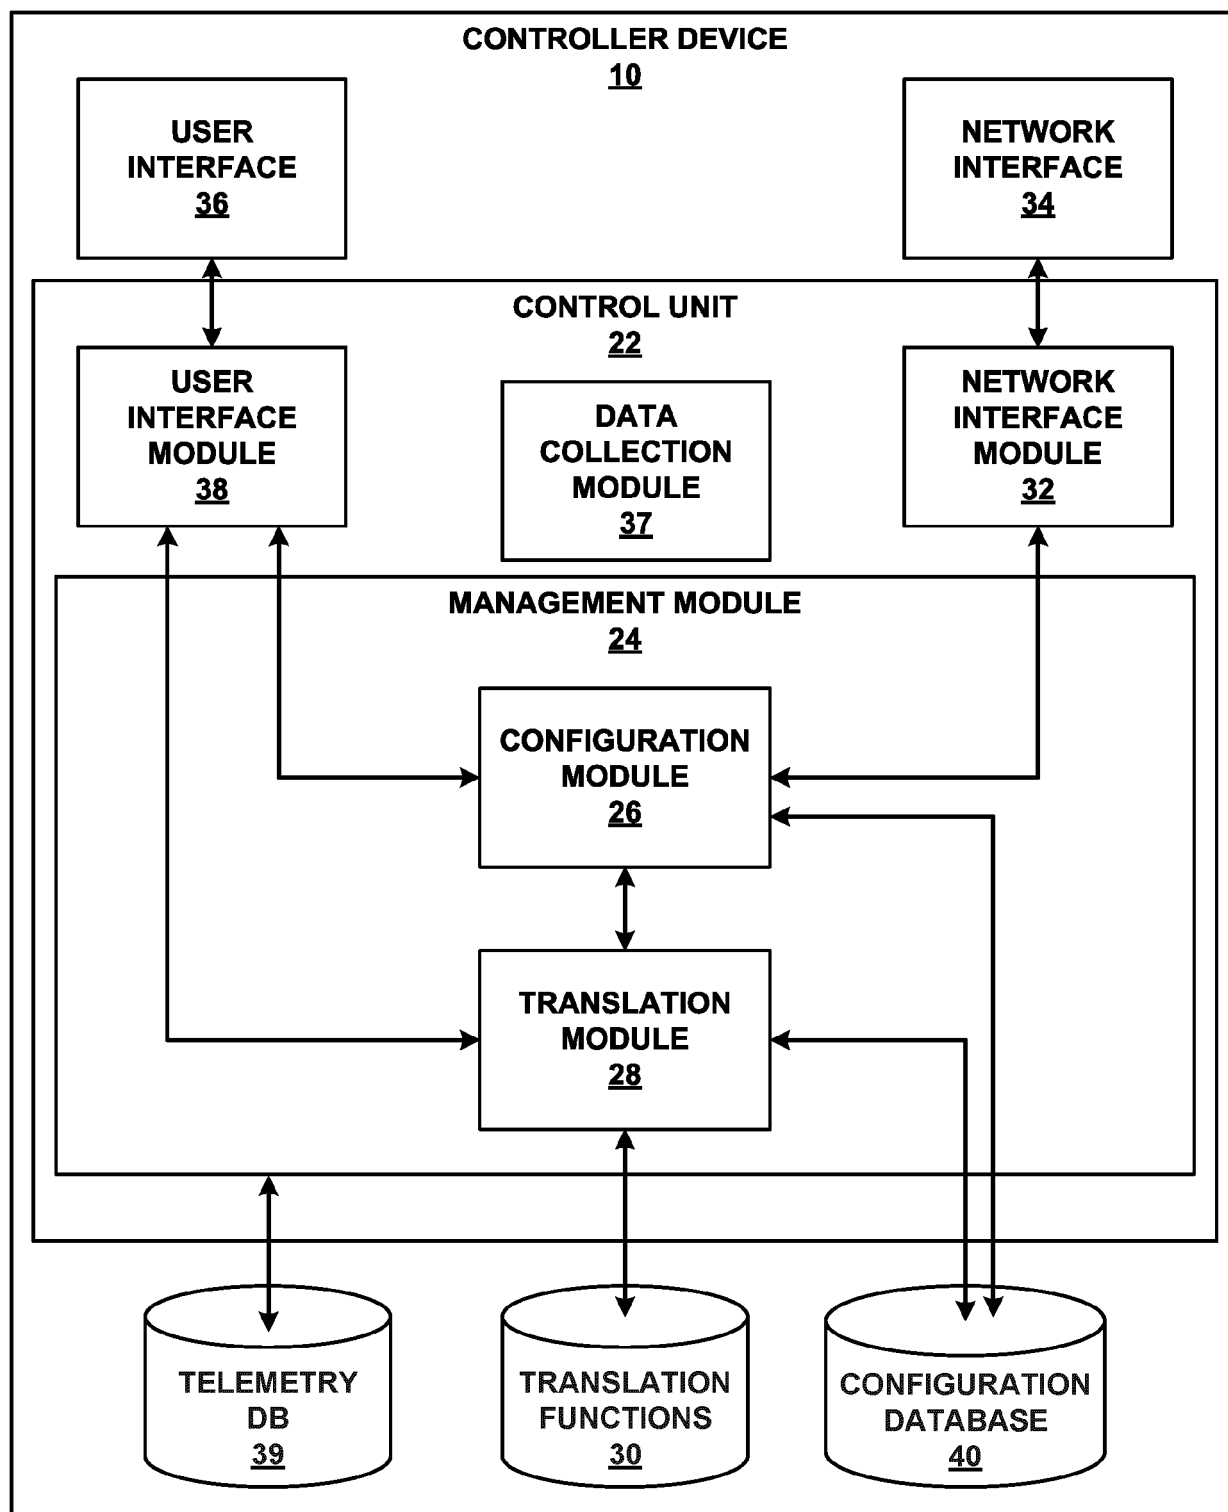 CONTROLLER DEVICE
10
USER
INTERFACE
36
NETWORK
INTERFACE
34
CONTROL UNIT
22
USER
INTERFACE
MODULE
38
DATA
COLLECTION
MODULE
37
NETWORK
INTERFACE
MODULE
32
MANAGEMENT MODULE
24
CONFIGURATION
MODULE
26
TRANSLATION
MODULE
28
TELEMETRY
DB
39
TRANSLATION
FUNCTIONS
30
CONFIGURATION
DATABASE
40